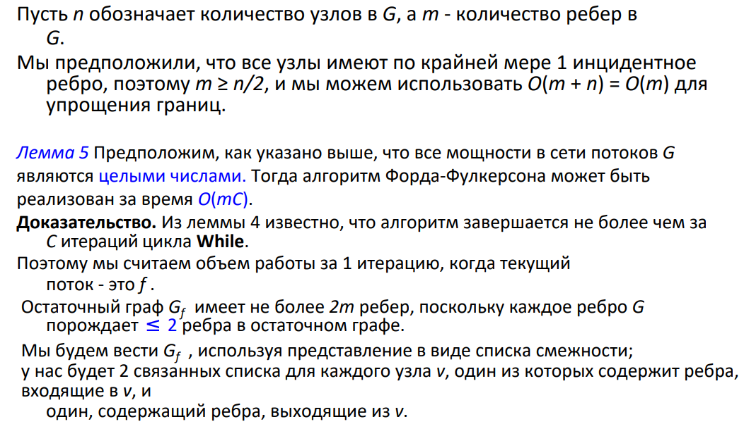 Пусть n обозначает количество узлов в G, а m - количество ребер в
G.
Мы предположили, что все узлы имеют по крайней мере 1 инцидентное
ребро, поэтому m ≥ n/2, и мы можем использовать O(m + n) = O(m) для
упрощения границ.
Лемма 5 Предположим, как указано выше, что все мощности в сети потоков G
являются целыми числами. Тогда алгоритм Форда-Фулкерсона может быть
реализован за время O(mC).
Доказательство. Из леммы 4 известно, что алгоритм завершается не более чем за
C итераций цикла While.
Поэтому мы считаем объем работы за 1 итерацию, когда текущий
поток - это f .
Остаточный граф Gf имеет не более 2m ребер, поскольку каждое ребро G
порождает ≤ 2 ребра в остаточном графе.
Мы будем вести Gf , используя представление в виде списка смежности;
у нас будет 2 связанных списка для каждого узла v, один из которых содержит ребра,
входящие в v, и
один, содержащий ребра, выходящие из v.